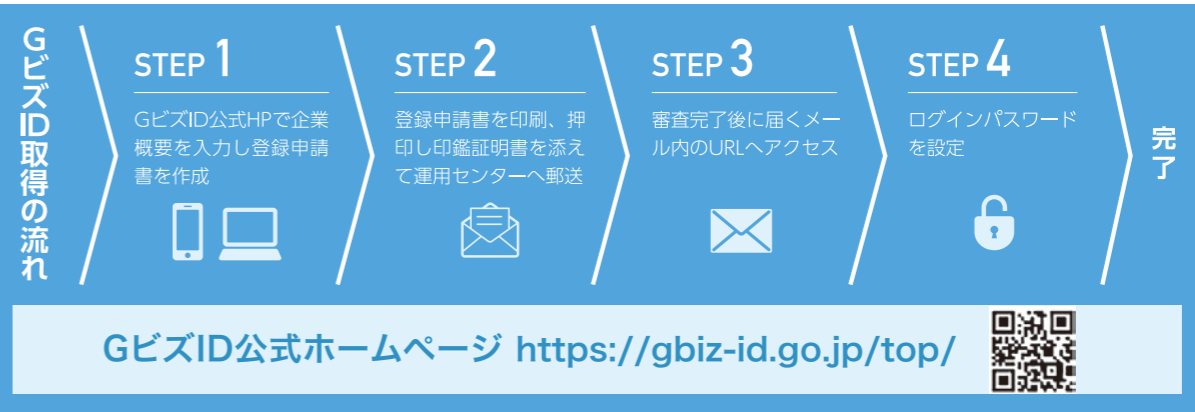 GビズID取得の流れ
STEP 1
GビズID公式HPで企業
概要を入力し登録申請
書を作成
STEP 2
登録申請書を印刷、押
印し印鑑証明書を添え
て運用センターへ郵送
STEP 3
審査完了後に届くメー
ル内のURLへアクセス
STEP 4
ログインパスワード
を設定
完了
GビズID公式ホームページ https://gbiz-id.go.jp/top/